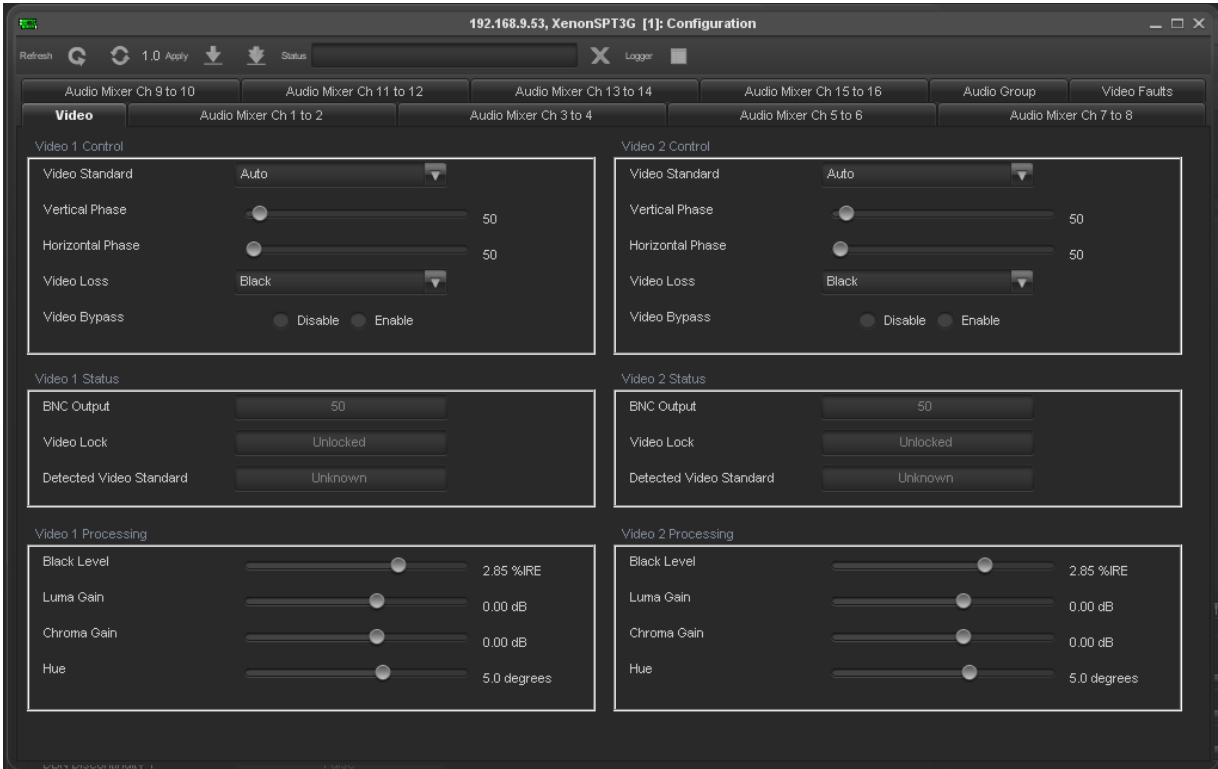 192.168.9.53, XenonSPT3G [1]: Configuration
Refresh 1.0 Apply Status Logger
Audio Mixer Ch 9 to 10 Audio Mixer Ch 11 to 12 Audio Mixer Ch 13 to 14 Audio Mixer Ch 15 to 16 Audio Group Video Faults
Video Audio Mixer Ch 1 to 2 Audio Mixer Ch 3 to 4 Audio Mixer Ch 5 to 6 Audio Mixer Ch 7 to 8
Video 1 Control
Video Standard Auto
Vertical Phase 50
Horizontal Phase 50
Video Loss Black
Video Bypass Disable Enable
Video 2 Control
Video Standard Auto
Vertical Phase 50
Horizontal Phase 50
Video Loss Black
Video Bypass Disable Enable
Video 1 Status
BNC Output 50
Video Lock Unlocked
Detected Video Standard Unknown
Video 2 Status
BNC Output 50
Video Lock Unlocked
Detected Video Standard Unknown
Video 1 Processing
Black Level 2.85 %IRE
Luma Gain 0.00 dB
Chroma Gain 0.00 dB
Hue 5.0 degrees
Video 2 Processing
Black Level 2.85 %IRE
Luma Gain 0.00 dB
Chroma Gain 0.00 dB
Hue 5.0 degrees